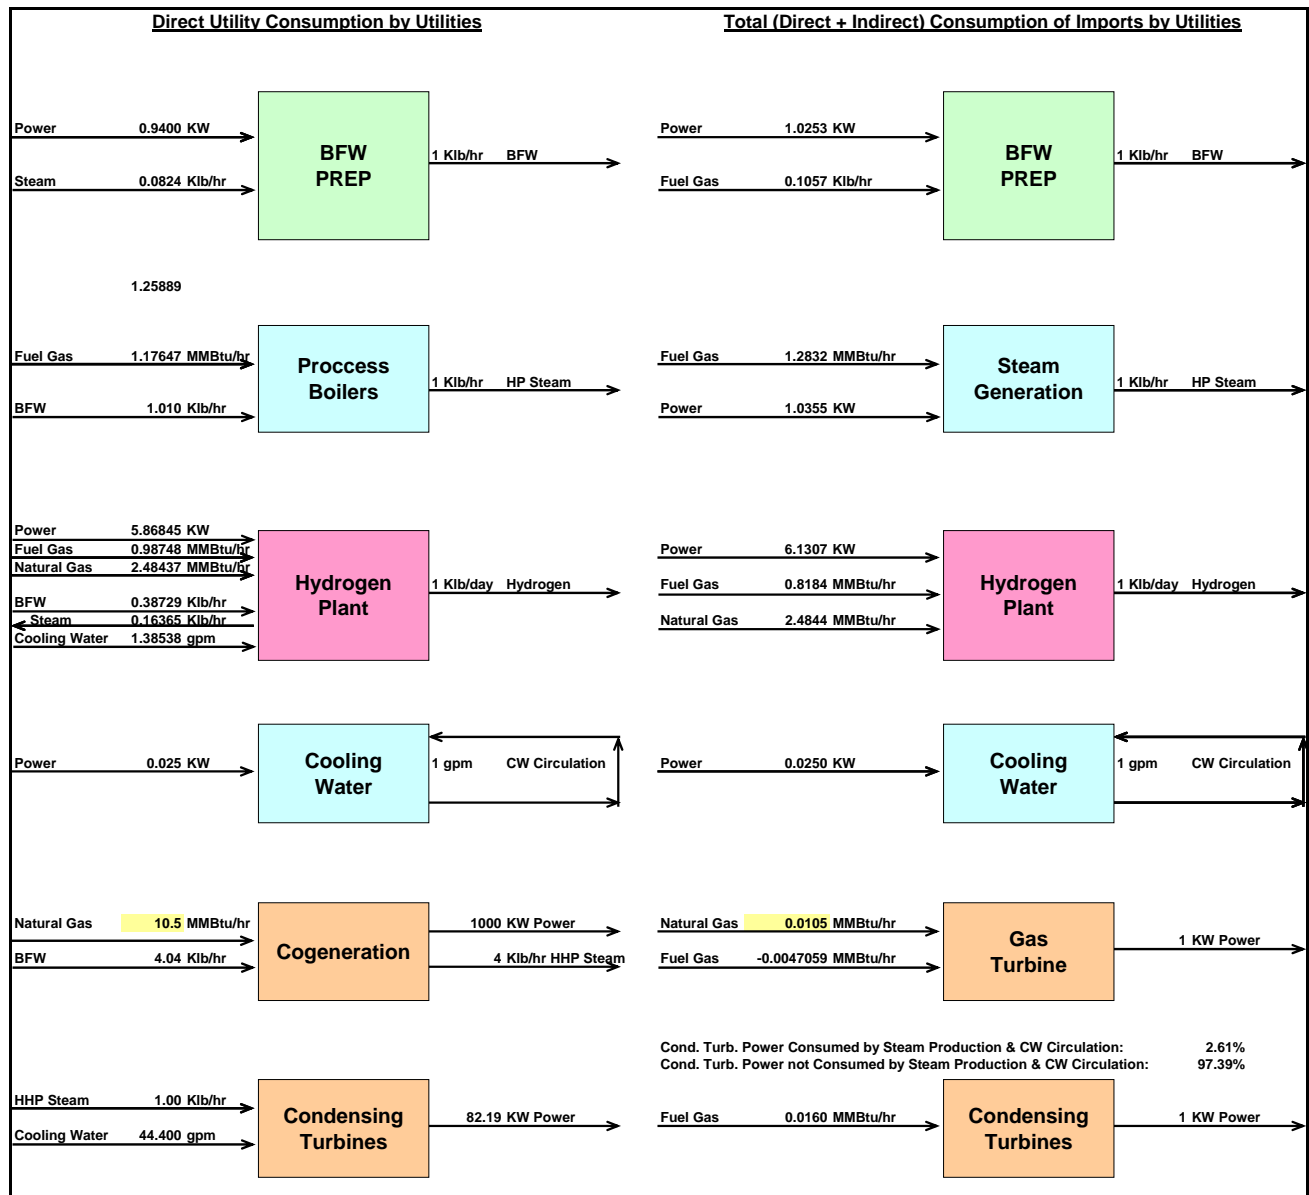 Direct Utility Consumption by Utilities
Total (Direct + Indirect) Consumption of Imports by Utilities
Power 0.9400 KW
Steam 0.0824 Klb/hr
BFW
PREP
1 Klb/hr BFW
Power 1.0253 KW
Fuel Gas 0.1057 Klb/hr
BFW
PREP
1 Klb/hr BFW
1.25889
Fuel Gas 1.17647 MMBtu/hr
BFW 1.010 Klb/hr
Proccess
Boilers
1 Klb/hr HP Steam
Fuel Gas 1.2832 MMBtu/hr
Power 1.0355 KW
Steam
Generation
1 Klb/hr HP Steam
Power 5.86845 KW
Fuel Gas 0.98748 MMBtu/hr
Natural Gas 2.48437 MMBtu/hr
BFW 0.38729 Klb/hr
Steam 0.16365 Klb/hr
Cooling Water 1.38538 gpm
Hydrogen
Plant
1 Klb/day Hydrogen
Power 6.1307 KW
Fuel Gas 0.8184 MMBtu/hr
Natural Gas 2.4844 MMBtu/hr
Hydrogen
Plant
1 Klb/day Hydrogen
Power 0.025 KW
Cooling
Water
1 gpm CW Circulation
Power 0.0250 KW
Cooling
Water
1 gpm CW Circulation
Natural Gas 10.5 MMBtu/hr
BFW 4.04 Klb/hr
Cogeneration
1000 KW Power
4 Klb/hr HHP Steam
Natural Gas 0.0105 MMBtu/hr
Fuel Gas -0.0047059 MMBtu/hr
Gas
Turbine
1 KW Power
Cond. Turb. Power Consumed by Steam Production & CW Circulation: 2.61%
Cond. Turb. Power not Consumed by Steam Production & CW Circulation: 97.39%
HHP Steam 1.00 Klb/hr
Cooling Water 44.400 gpm
Condensing
Turbines
82.19 KW Power
Fuel Gas 0.0160 MMBtu/hr
Condensing
Turbines
1 KW Power